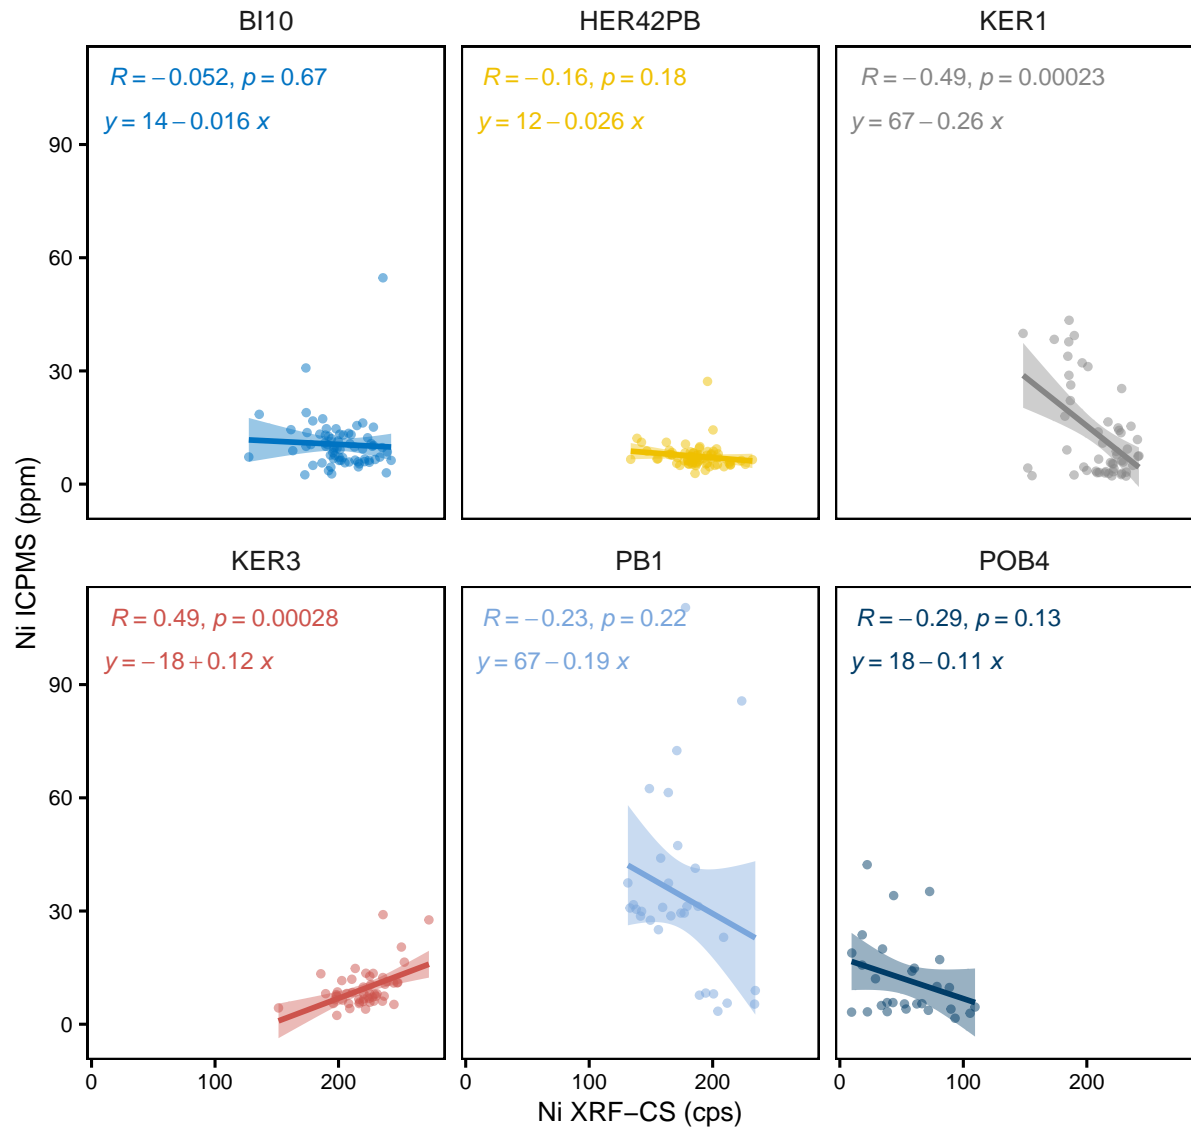 BI10 HER42PB KER1
R = −0.052, p = 0.67 R = −0.16, p = 0.18 R = −0.49, p = 0.00023
y = 14 − 0.016 x y = 12 − 0.026 x y = 67 − 0.26 x
90
60
30
0
Ni ICPMS (ppm)
KER3 PB1 POB4
R = 0.49, p = 0.00028 R = −0.23, p = 0.22 R = −0.29, p = 0.13
y = −18 + 0.12 x y = 67 − 0.19 x y = 18 − 0.11 x
90
60
30
0
0 100 200 0 100 200 0 100 200
Ni XRF−CS (cps)